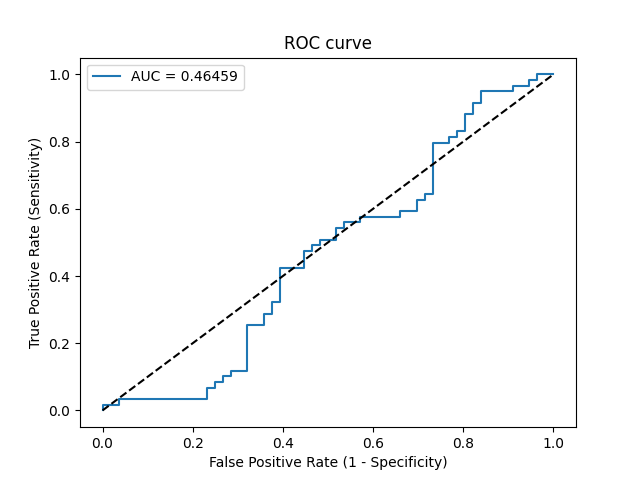 ROC curve
AUC = 0.46459
True Positive Rate (Sensitivity)
1.0
0.8
0.6
0.4
0.2
0.0
0.0 0.2 0.4 0.6 0.8 1.0
False Positive Rate (1 - Specificity)